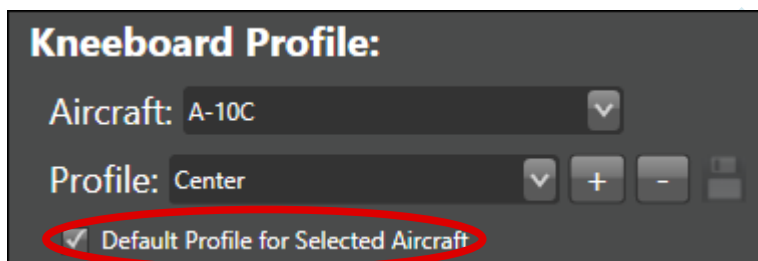 Kneeboard Profile:
Aircraft: A-10C
Profile: Center + -
Default Profile for Selected Aircraft